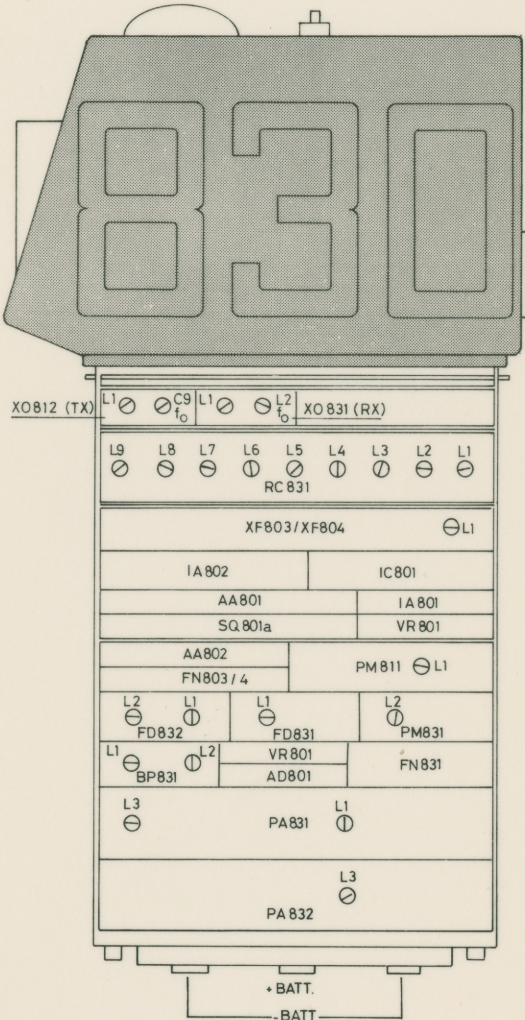 830
XO812 (TX) L1 C9 fo L1 L2 fo XO831 (RX)
L9 L8 L7 L6 L5 L4 L3 L2 L1
RC831
XF803/XF804 L1
IA802 IC801
AA801 IA801
SQ801a VR801
AA802
PM811 L1
FN803/4
L2 L1 L1 L2
FD832 FD831 PM831
L1 L2 VR801 FN831
BP831 AD801
L3 PA831 L1
L3
PA832
+ BATT.
-BATT